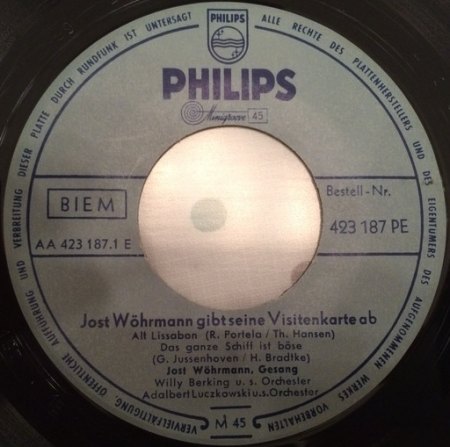 VERVIELFÄLTIGUNG, ÖFFENTLICHE AUFFÜHRUNG UND VERBREITUNG DIESER PLATTE DURCH RUNDFUNK IST UNTERSAGT
ALLE RECHTE DES PLATTENHERSTELLERS UND DES EIGENTÜMERS DES AUFGENOMMENEN WERKES VORBEHALTEN
PHILIPS
PHILIPS
Minigroove 45
BIEM
Bestell-Nr.
AA 423 187.1 E
423 187 PE
Jost Wöhrmann gibt seine Visitenkarte ab
Alt Lissabon (R. Portela / Th. Hansen)
Das ganze Schiff ist böse
(G. Jussenhoven / H. Bradtke)
Jost Wöhrmann, Gesang
Willy Berking u. s. Orchester
Adalbert Luczkowski u.s. Orchester
M 45